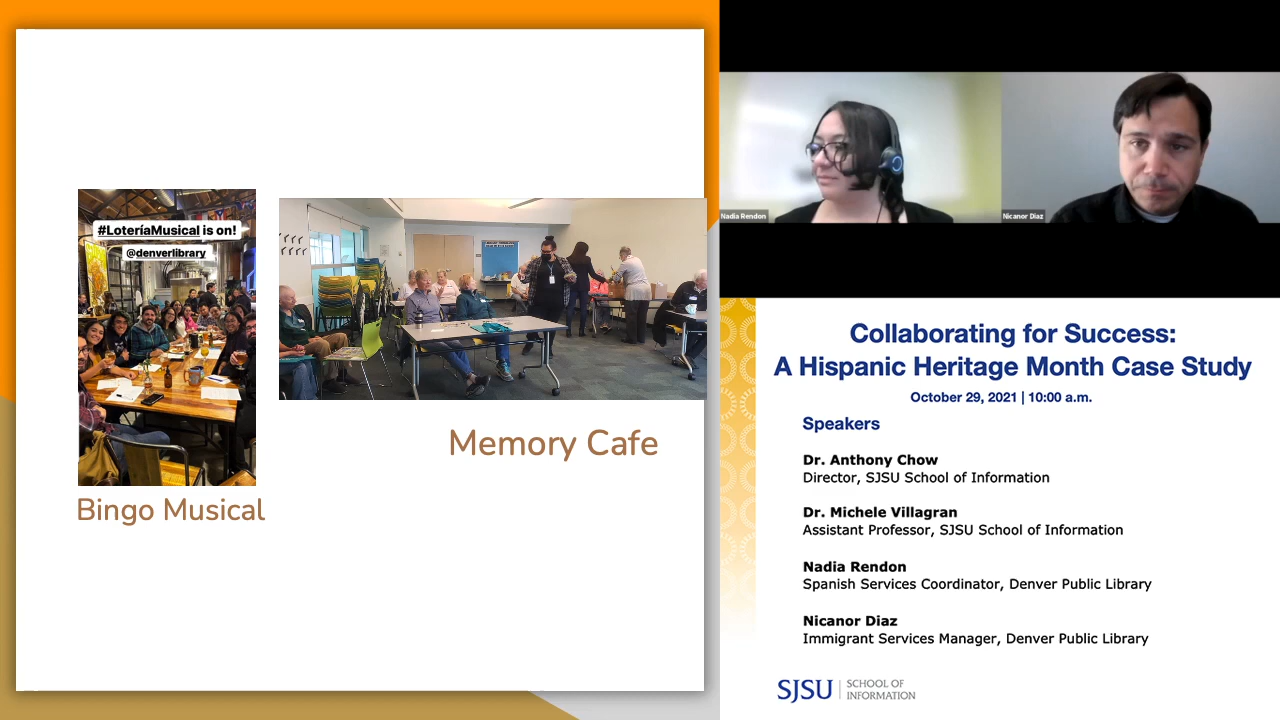 #LoteríaMusical is on!
@denverlibrary
Bingo Musical
Memory Cafe
Nadia Rendon
Nicanor Diaz
Collaborating for Success:
A Hispanic Heritage Month Case Study
October 29, 2021 | 10:00 a.m.
Speakers
Dr. Anthony Chow
Director, SJSU School of Information
Dr. Michele Villagran
Assistant Professor, SJSU School of Information
Nadia Rendon
Spanish Services Coordinator, Denver Public Library
Nicanor Diaz
Immigrant Services Manager, Denver Public Library
SJSU SCHOOL OF
INFORMATION